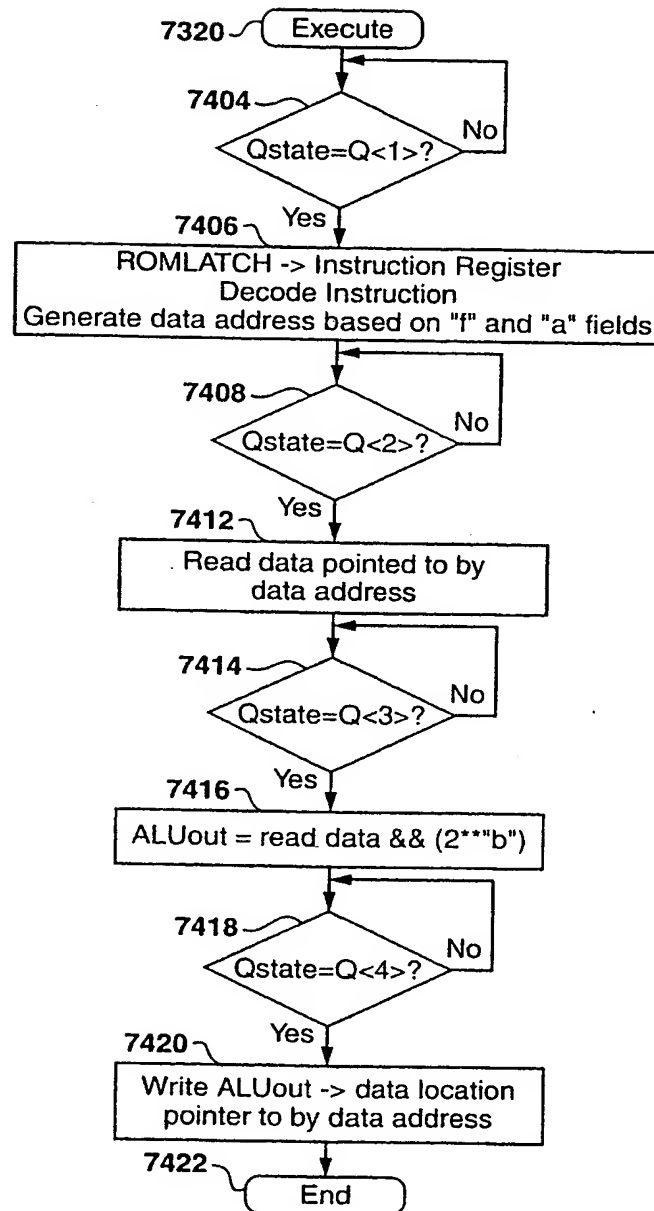 7320
Execute
7404
No
Qstate=Q<1>?
Yes
7406
ROMLATCH -> Instruction Register
Decode Instruction
Generate data address based on "f" and "a" fields
7408
No
Qstate=Q<2>?
Yes
7412
Read data pointed to by
data address
7414
No
Qstate=Q<3>?
Yes
7416
ALUout = read data && (2**"b")
7418
No
Qstate=Q<4>?
Yes
7420
Write ALUout -> data location
pointer to by data address
7422
End